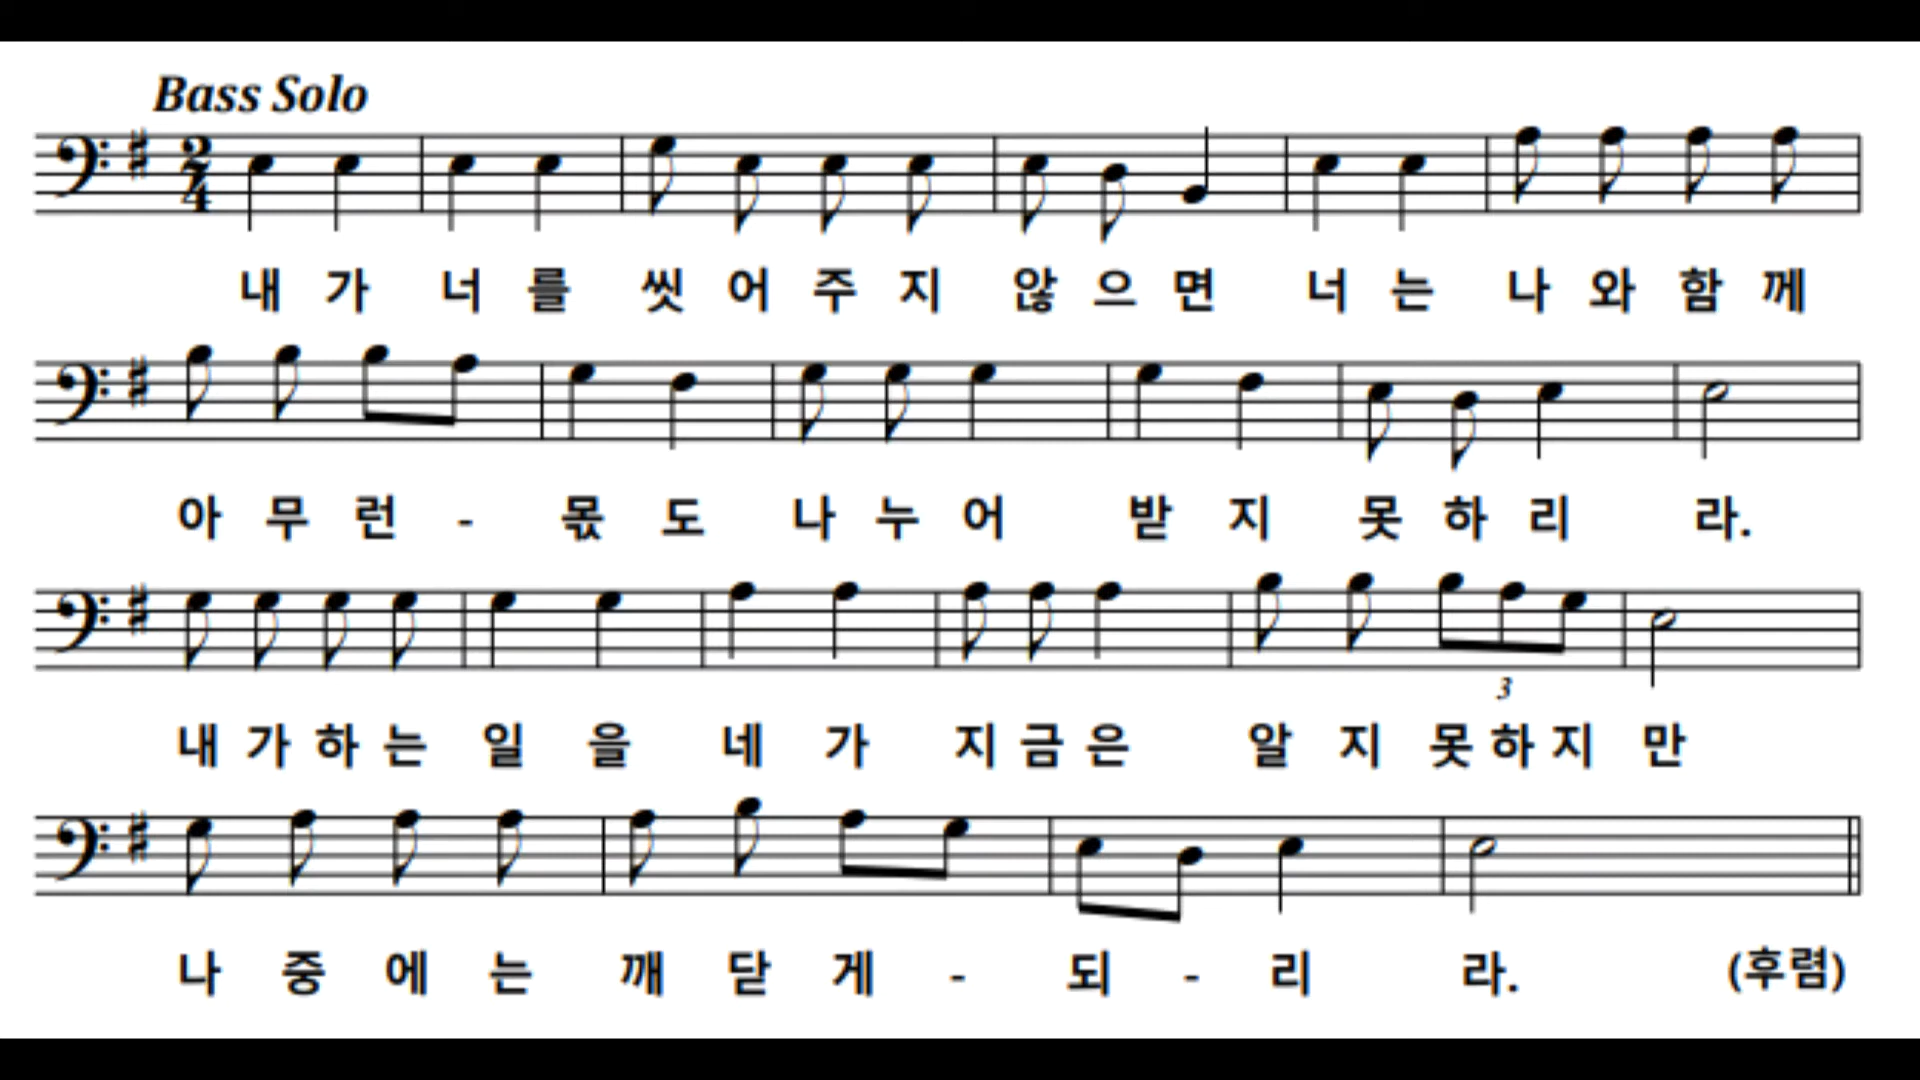 Bass Solo
내 가 너 를 씻 어 주 지 않 으 면 너 는 나 와 함 께
아 무 런 - 몫 도 나 누 어 받 지 못 하 리 라.
3
내 가 하 는 일 을 네 가 지 금 은 알 지 못 하 지 만
나 중 에 는 깨 닫 게 - 되 - 리 라. (후렴)